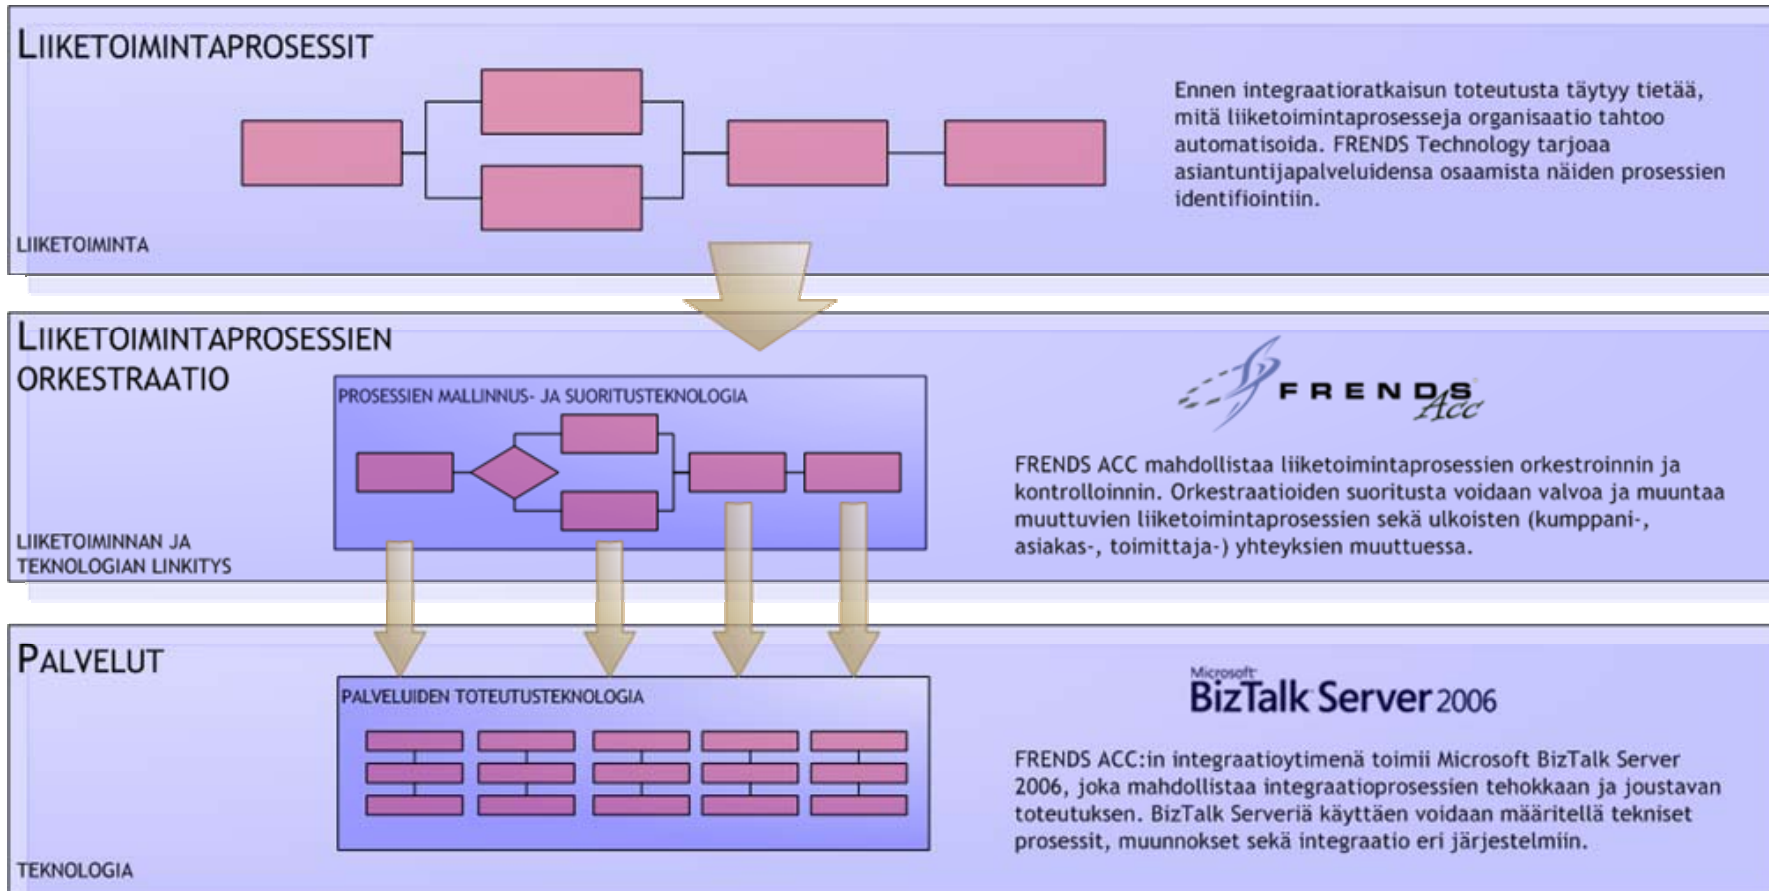 LIIKETOIMINTAPROSESSIT
Ennen integraatioratkaisun toteutusta täytyy tietää,
mitä liiketoimintaprosesseja organisaatio tahtoo
automatisoida. FRENDS Technology tarjoaa
asiantuntijapalveluidensa osaamista näiden prosessien
identifiointiin.
LIIKETOIMINTA
LIIKETOIMINTAPROSESSIEN
ORKESTRAATIO
PROSESSIEN MALLINNUS- JA SUORITUSTEKNOLOGIA
FRENDS
Acc
FRENDS ACC mahdollistaa liiketoimintaprosessien orkestroinnin ja
kontrolloinnin. Orkestraatioiden suoritusta voidaan valvoa ja muuntaa
muuttuvien liiketoimintaprosessien sekä ulkoisten (kumppani-,
asiakas-, toimittaja-) yhteyksien muuttuessa.
LIIKETOIMINNAN JA
TEKNOLOGIAN LINKITYS
PALVELUT
PALVELUIDEN TOTEUTUSTEKNOLOGIA
Microsoft
BizTalk Server 2006
FRENDS ACC:in integraatioytimenä toimii Microsoft BizTalk Server
2006, joka mahdollistaa integraatioprosessien tehokkaan ja joustavan
toteutuksen. BizTalk Serveriä käyttäen voidaan määritellä tekniset
prosessit, muunnokset sekä integraatio eri järjestelmiin.
TEKNOLOGIA